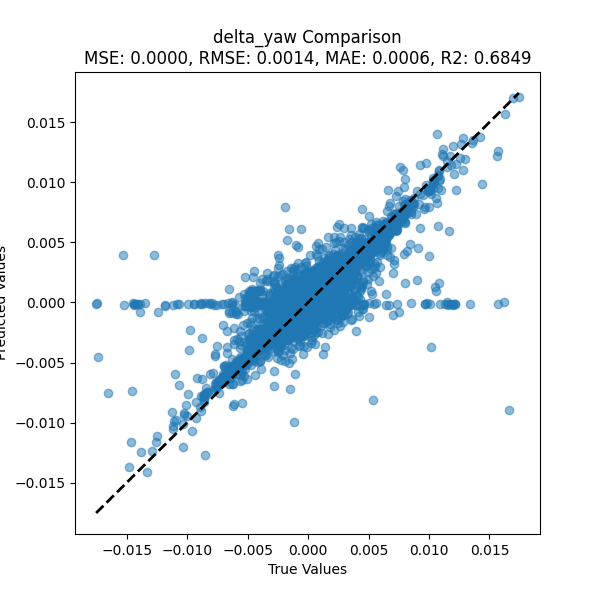 delta_yaw Comparison
MSE: 0.0000, RMSE: 0.0014, MAE: 0.0006, R2: 0.6849
0.015
0.010
0.005
0.000
−0.005
−0.010
−0.015
Predicted Values
−0.015 −0.010 −0.005 0.000 0.005 0.010 0.015
True Values